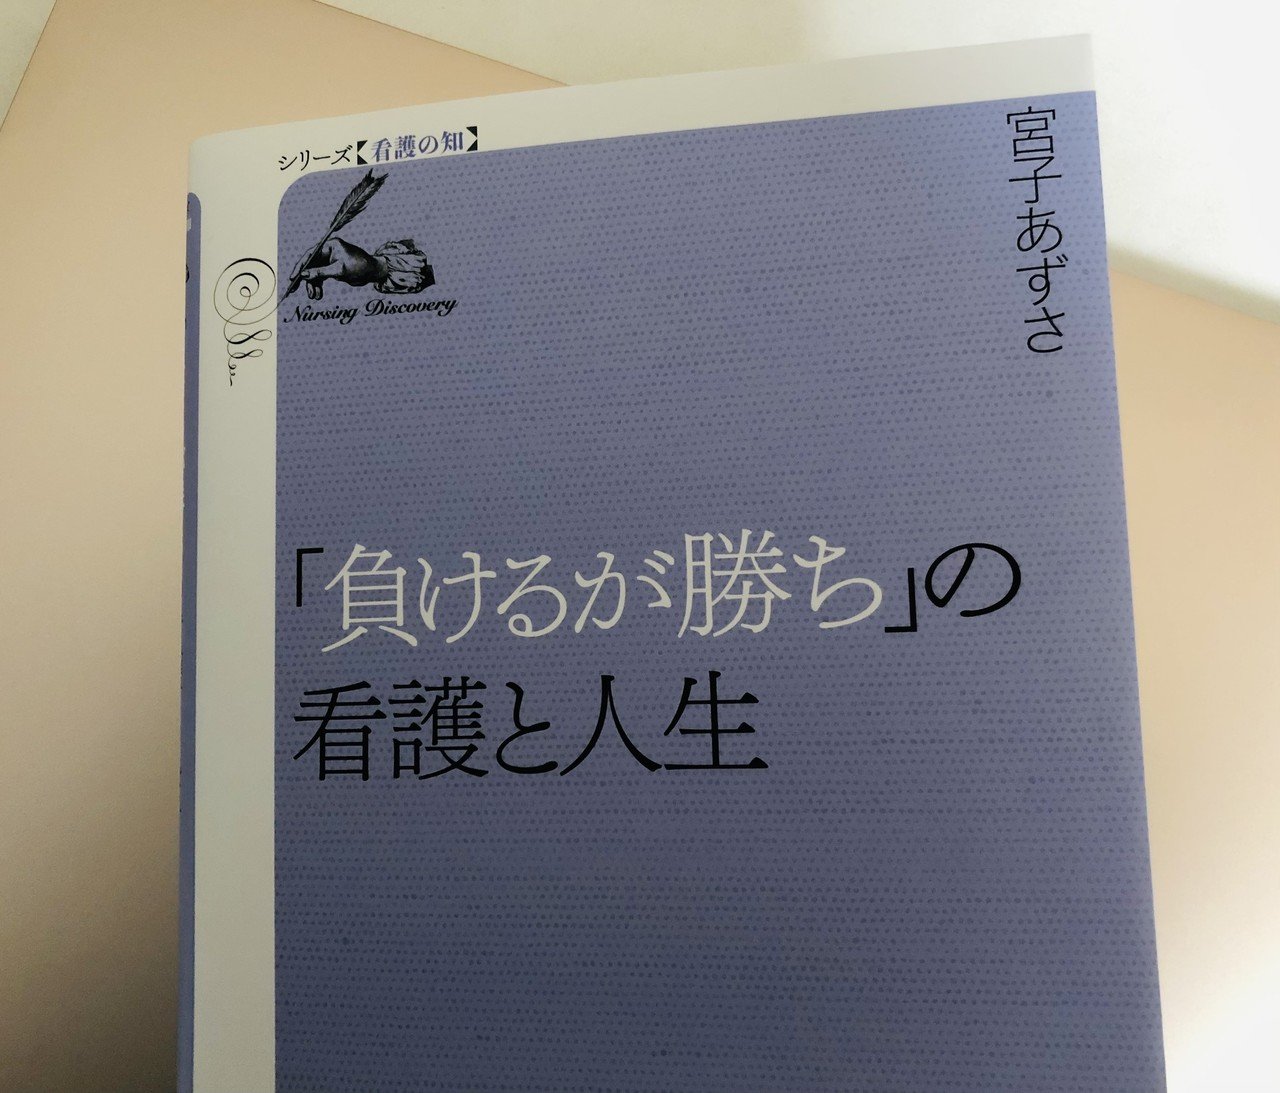 シリーズ【看護の知】
Nursing Discovery
宮子あずさ
「負けるが勝ち」の
看護と人生